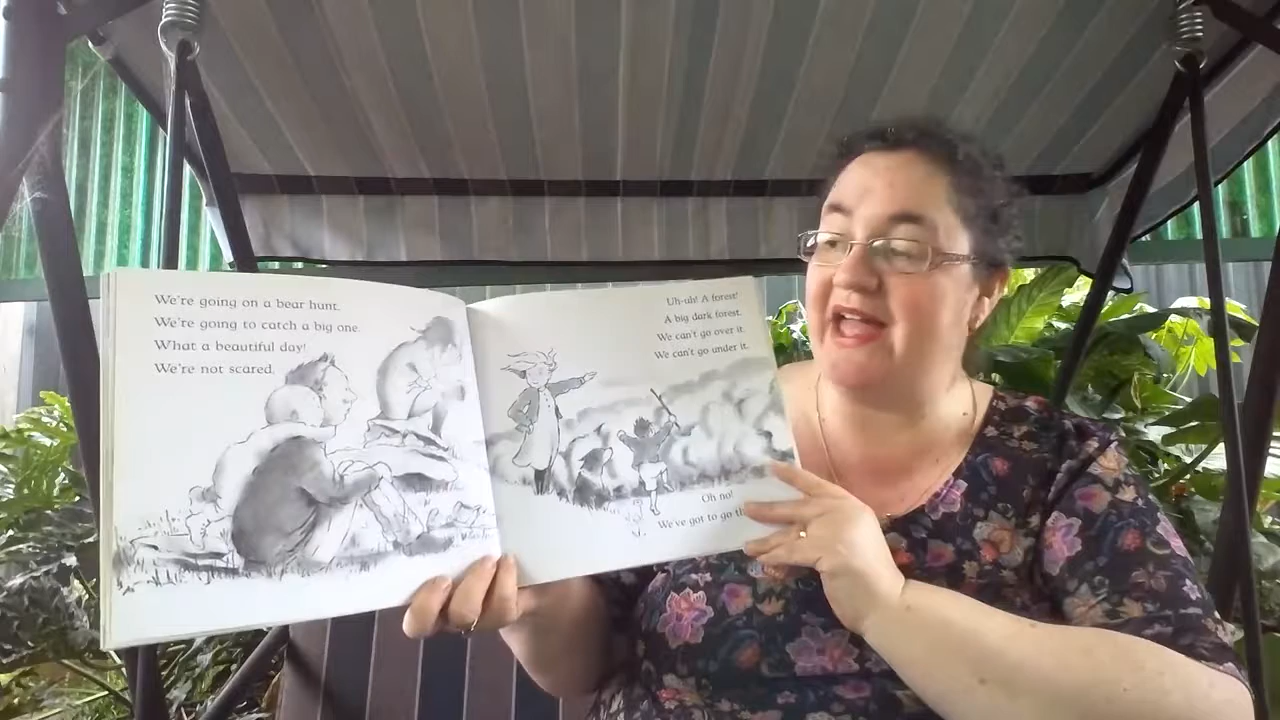 We're going on a bear hunt.
We're going to catch a big one.
What a beautiful day!
We're not scared.
Uh-uh! A forest!
A big dark forest.
We can't go over it.
We can't go under it.
Oh no!
We've got to go